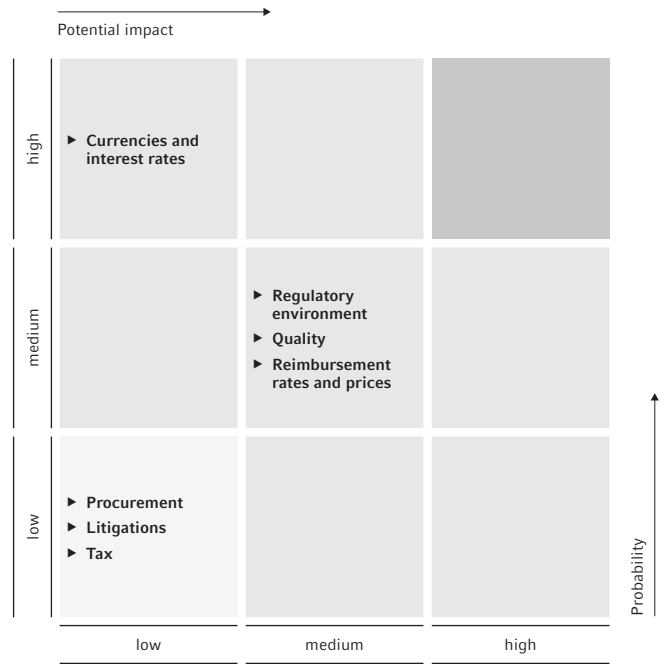 Potential impact
high
▶ Currencies and
interest rates
medium
▶ Regulatory
environment
▶ Quality
▶ Reimbursement
rates and prices
low
▶ Procurement
▶ Litigations
▶ Tax
Probability
low
medium
high